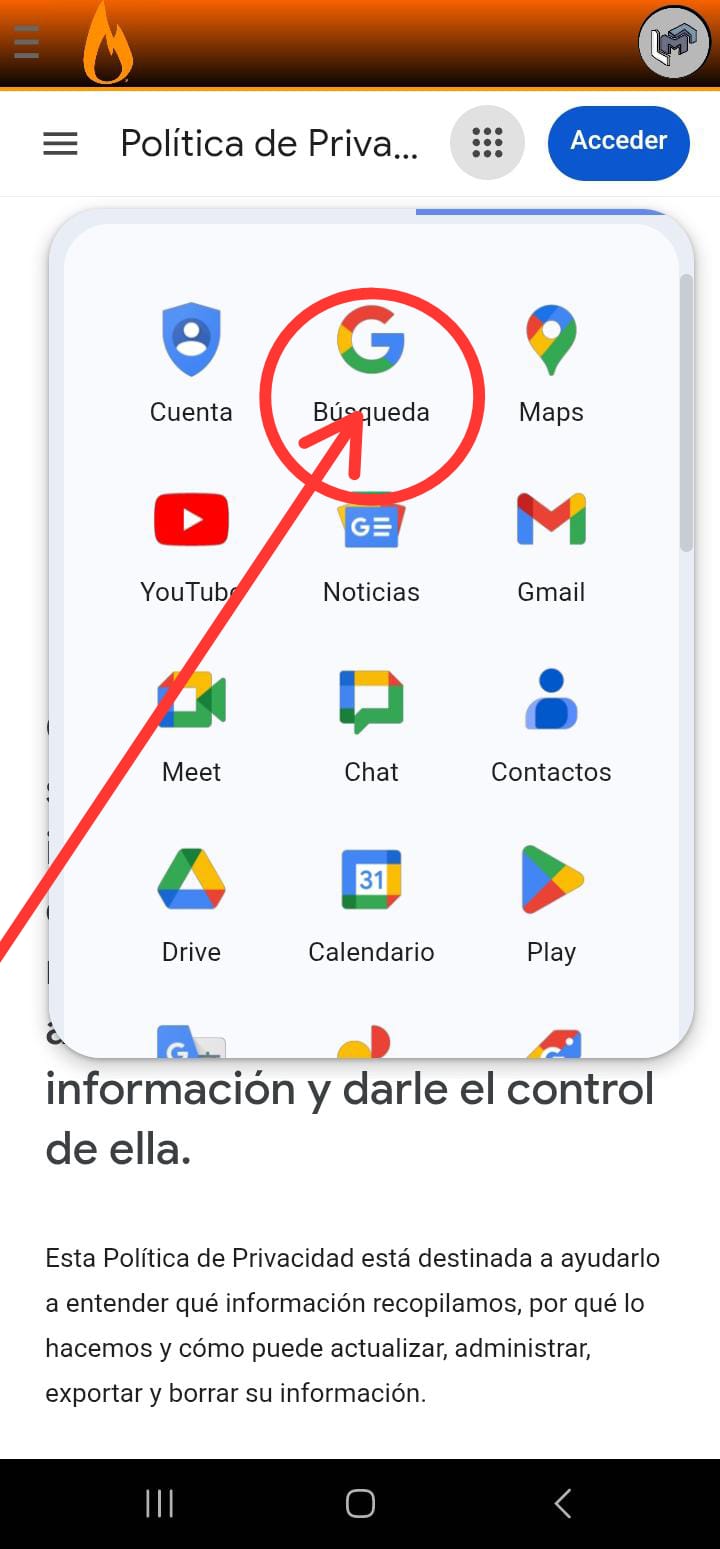 Política de Priva...
Acceder
Cuenta
Búsqueda
Maps
YouTube
Noticias
Gmail
Meet
Chat
Contactos
31
Drive
Calendario
Play
información y darle el control
de ella.
Esta Política de Privacidad está destinada a ayudarlo
a entender qué información recopilamos, por qué lo
hacemos y cómo puede actualizar, administrar,
exportar y borrar su información.